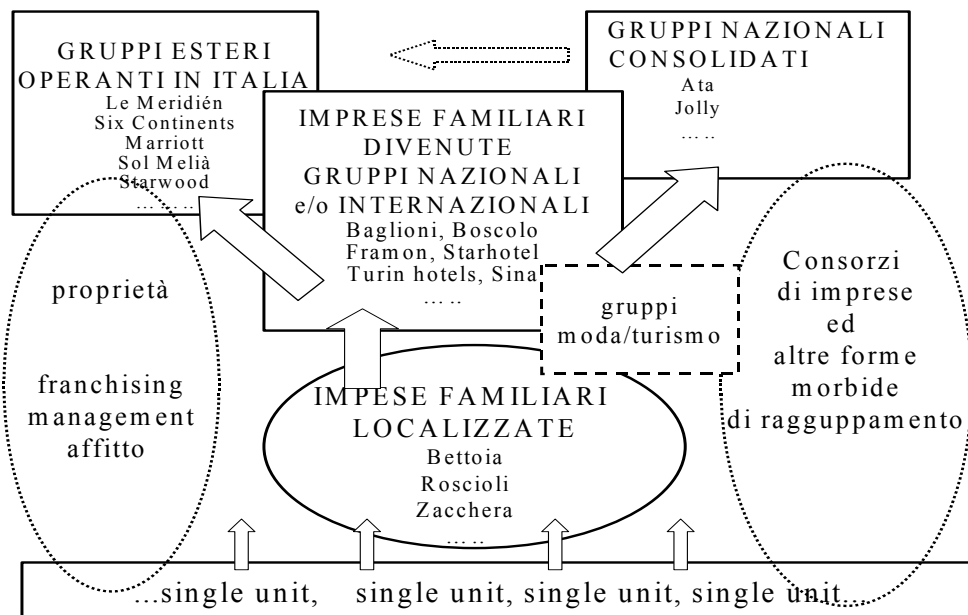 GRUPPI ESTERI
OPERANTI IN ITALIA
Le Meridién
Six Continents
Marriott
Sol Melià
Starwood
……..
GRUPPI NAZIONALI
CONSOLIDATI
Ata
Jolly
…..
IMPRESE FAMILIARI
DIVENUTE
GRUPPI NAZIONALI
e/o INTERNAZIONALI
Baglioni, Boscolo
Framon, Starhotel
Turin hotels, Sina
…..
proprietà
franchising
management
affitto
gruppi
moda/turismo
Consorzi
di imprese
ed
altre forme
morbide
di ragguppamento
IMPESE FAMILIARI
LOCALIZZATE
Bettoia
Roscioli
Zacchera
…..
...single unit, single unit, single unit, single unit...